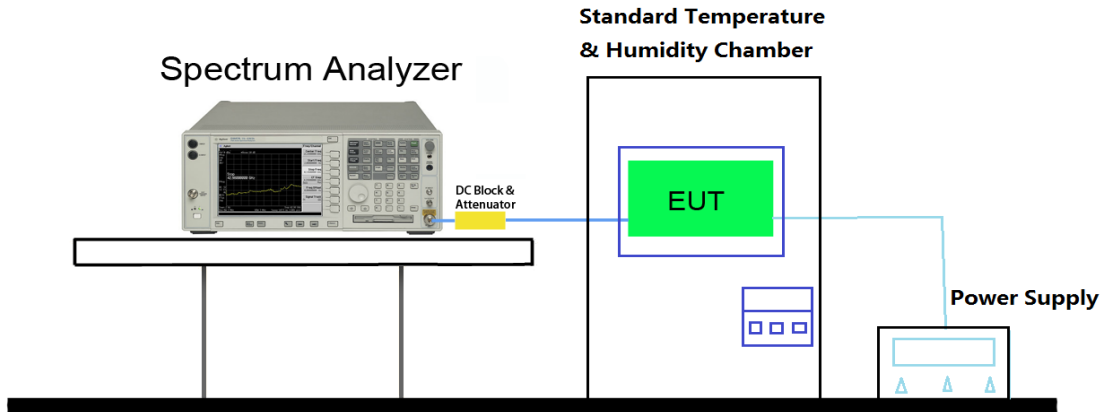 Standard Temperature
& Humidity Chamber
Spectrum Analyzer
DC Block &
Attenuator
EUT
Power Supply